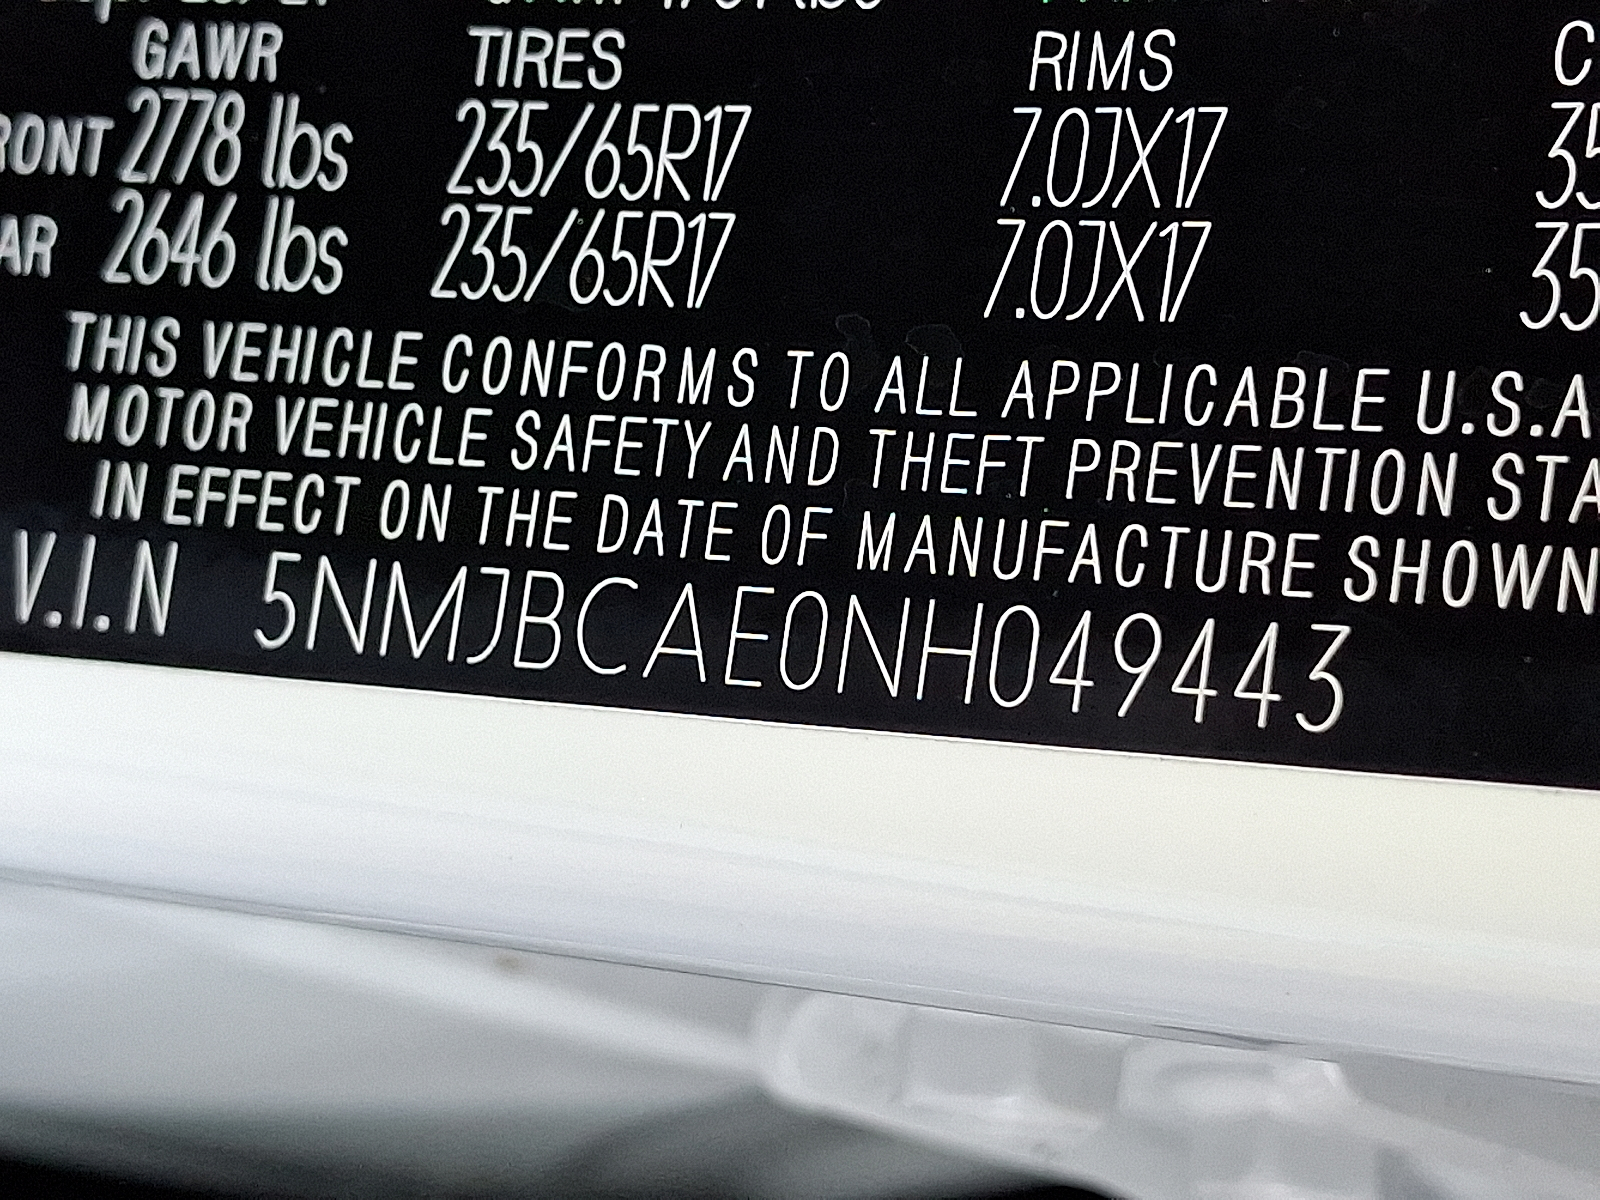 GAWR TIRES RIMS C
RONT 2778 lbs 235/65R17 7.0JX17 35
AR 2646 lbs 235/65R17 7.0JX17 35
THIS VEHICLE CONFORMS TO ALL APPLICABLE U.S.A
MOTOR VEHICLE SAFETY AND THEFT PREVENTION STA
IN EFFECT ON THE DATE OF MANUFACTURE SHOWN
V.I.N 5NMJBCAE0NH049443